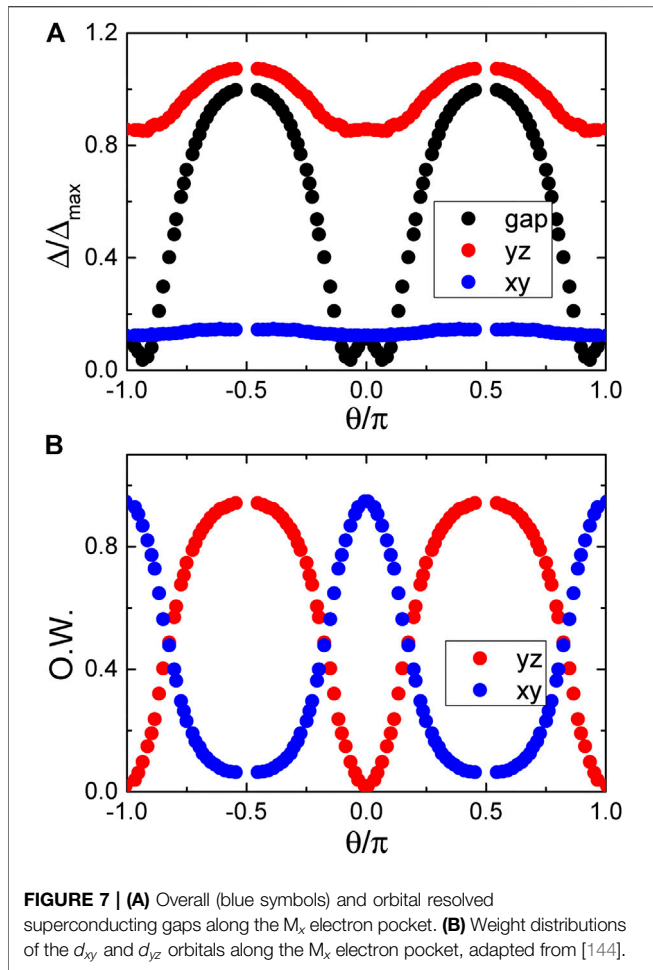 A
1.2
0.8
0.4
0.0
Δ/Δmax
gap
yz
xy
-1.0 -0.5 0.0 0.5 1.0
θ/π
B
0.8
0.4
0.0
O.W.
yz
xy
-1.0 -0.5 0.0 0.5 1.0
θ/π
FIGURE 7 | (A) Overall (blue symbols) and orbital resolved
superconducting gaps along the Mx electron pocket. (B) Weight distributions
of the dxy and dyz orbitals along the Mx electron pocket, adapted from [144].